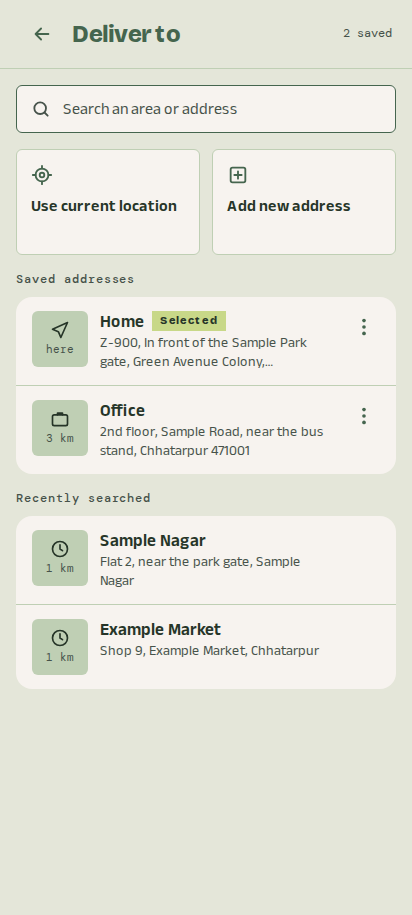 Deliver to
2 saved
Search an area or address
Use current location
Add new address
Saved addresses
here
Home
Selected
Z-900, In front of the Sample Park
gate, Green Avenue Colony,...
3 km
Office
2nd floor, Sample Road, near the bus
stand, Chhatarpur 471001
Recently searched
1 km
Sample Nagar
Flat 2, near the park gate, Sample
Nagar
1 km
Example Market
Shop 9, Example Market, Chhatarpur